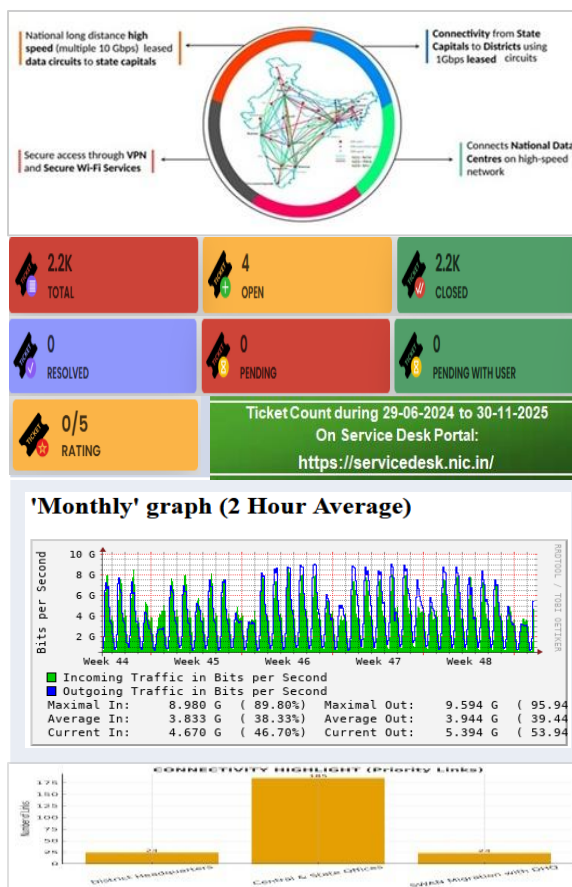 National long distance high
speed (multiple 10 Gbps) leased
data circuits to state capitals
Connectivity from State
Capitals to Districts using
1Gbps leased circuits
Secure access through VPN
and Secure Wi-Fi Services
Connects National Data
Centres on high-speed
network
TICKET
2.2K
TOTAL
TICKET
4
OPEN
TICKET
2.2K
CLOSED
TICKET
0
RESOLVED
TICKET
0
PENDING
TICKET
0
PENDING WITH USER
TICKET
0/5
RATING
Ticket Count during 29-06-2024 to 30-11-2025
On Service Desk Portal:
https://servicedesk.nic.in/
'Monthly' graph (2 Hour Average)
Bits per Second
10 G
8 G
6 G
4 G
2 G
Week 44 Week 45 Week 46 Week 47 Week 48
RRDTOOL / TOBI OETIKER
Incoming Traffic in Bits per Second
Outgoing Traffic in Bits per Second
Maximal In: 8.980 G ( 89.80%) Maximal Out: 9.594 G ( 95.94
Average In: 3.833 G ( 38.33%) Average Out: 3.944 G ( 39.44
Current In: 4.670 G ( 46.70%) Current Out: 5.394 G ( 53.94
CONNECTIVITY HIGHLIGHT (Priority Links)
Number of Links
175
150
125
100
75
50
25
0
185
District Headquarters
Central & State Offices
SWAN Migration with DHQ